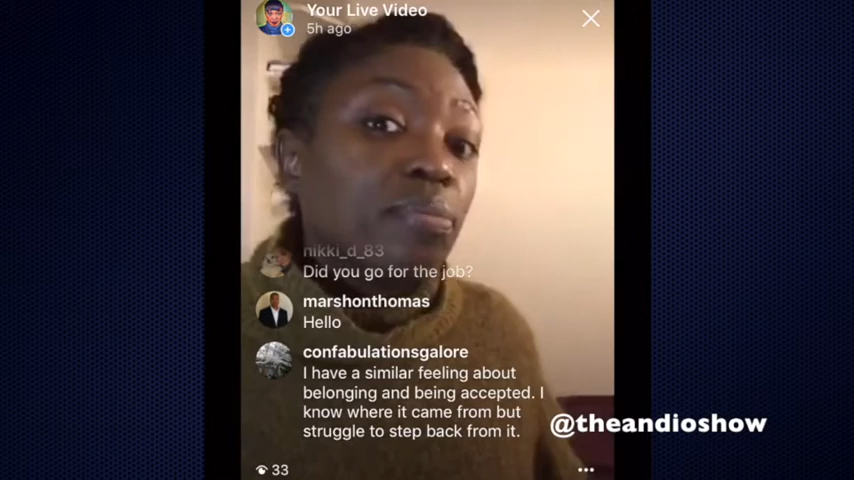 Your Live Video
5h ago
nikki_d_83
Did you go for the job?
marshonthomas
Hello
confabulationsgalore
I have a similar feeling about
belonging and being accepted. I
know where it came from but
struggle to step back from it.
@theandioshow
33